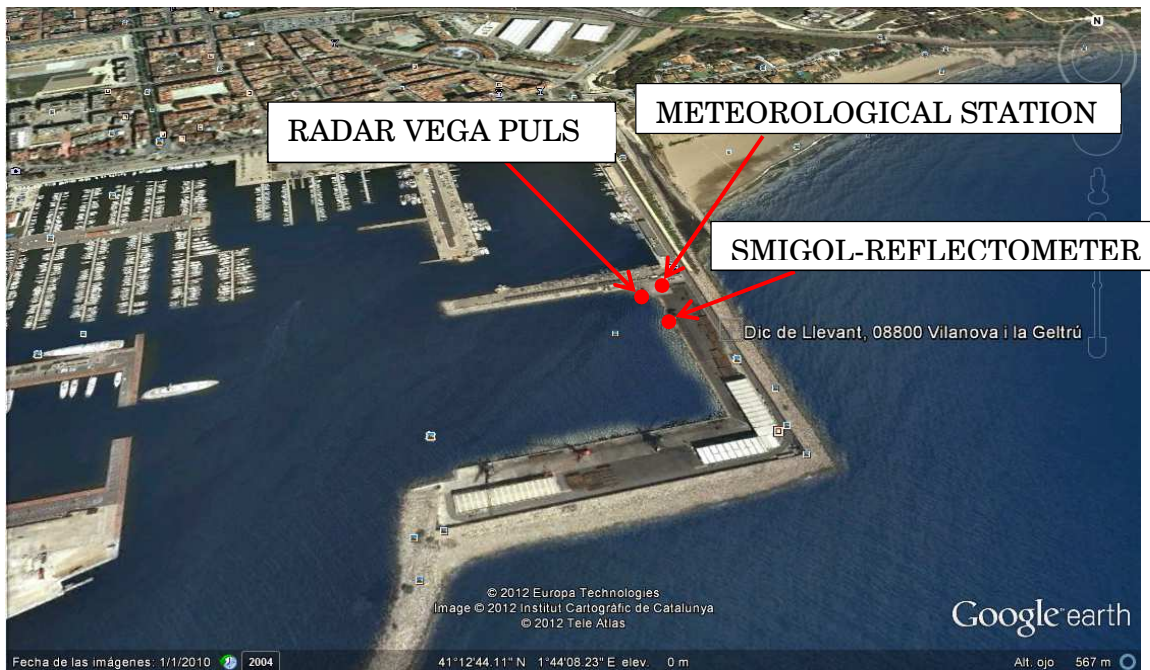 N
RADAR VEGA PULS
METEOROLOGICAL STATION
SMIGOL-REFLECTOMETER
Dic de Llevant, 08800 Vilanova i la Geltrú
© 2012 Europa Technologies
Image © 2012 Institut Cartogràfic de Catalunya
© 2012 Tele Atlas
Google earth
Fecha de las imágenes: 1/1/2010 2004 41°12'44.11" N 1°44'08.23" E elev. 0 m Alt. ojo 567 m